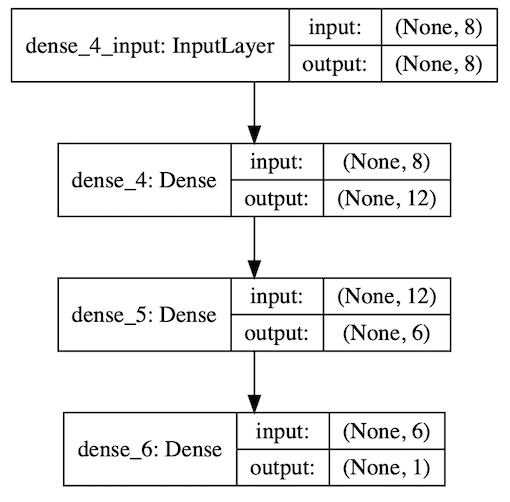 dense_4_input: InputLayer
input: (None, 8)
output: (None, 8)
dense_4: Dense
input: (None, 8)
output: (None, 12)
dense_5: Dense
input: (None, 12)
output: (None, 6)
dense_6: Dense
input: (None, 6)
output: (None, 1)